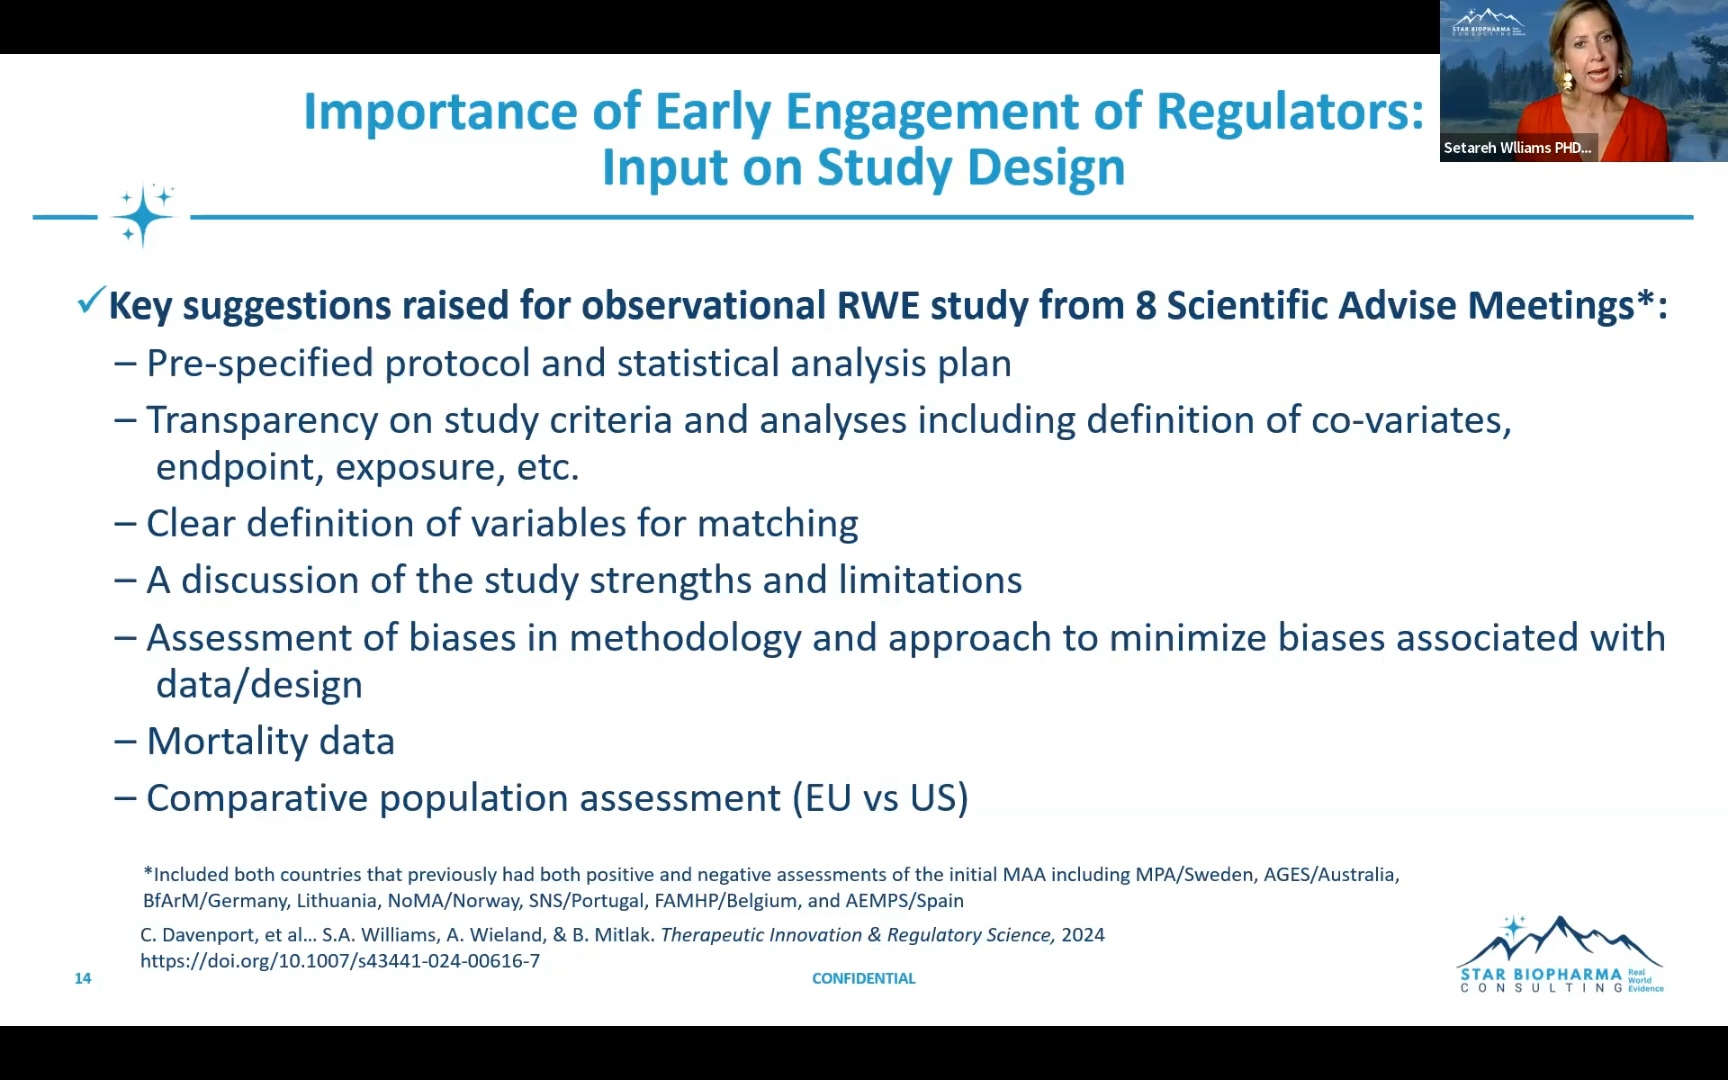 STAR BIOPHARMA
CONSULTING
Setareh Wlliams PHD...
Importance of Early Engagement of Regulators:
Input on Study Design
✓Key suggestions raised for observational RWE study from 8 Scientific Advise Meetings*:
– Pre-specified protocol and statistical analysis plan
– Transparency on study criteria and analyses including definition of co-variates,
endpoint, exposure, etc.
– Clear definition of variables for matching
– A discussion of the study strengths and limitations
– Assessment of biases in methodology and approach to minimize biases associated with
data/design
– Mortality data
– Comparative population assessment (EU vs US)
*Included both countries that previously had both positive and negative assessments of the initial MAA including MPA/Sweden, AGES/Australia,
BfArM/Germany, Lithuania, NoMA/Norway, SNS/Portugal, FAMHP/Belgium, and AEMPS/Spain
C. Davenport, et al… S.A. Williams, A. Wieland, & B. Mitlak. Therapeutic Innovation & Regulatory Science, 2024
https://doi.org/10.1007/s43441-024-00616-7
14
CONFIDENTIAL
STAR BIOPHARMA
CONSULTING
Real
World
Evidence